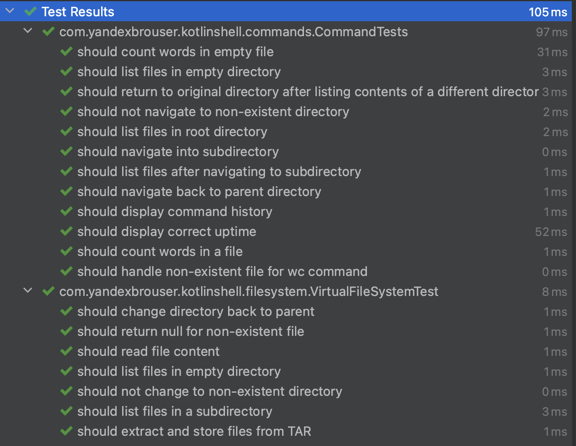 Test Results 105 ms
com.yandexbrouser.kotlinshell.commands.CommandTests 97 ms
should count words in empty file 31 ms
should list files in empty directory 3 ms
should return to original directory after listing contents of a different director 3 ms
should not navigate to non-existent directory 2 ms
should list files in root directory 2 ms
should navigate into subdirectory 0 ms
should list files after navigating to subdirectory 1 ms
should navigate back to parent directory 1 ms
should display command history 1 ms
should display correct uptime 52 ms
should count words in a file 1 ms
should handle non-existent file for wc command 0 ms
com.yandexbrouser.kotlinshell.filesystem.VirtualFileSystemTest 8 ms
should change directory back to parent 1 ms
should return null for non-existent file 1 ms
should read file content 1 ms
should list files in empty directory 1 ms
should not change to non-existent directory 0 ms
should list files in a subdirectory 3 ms
should extract and store files from TAR 1 ms